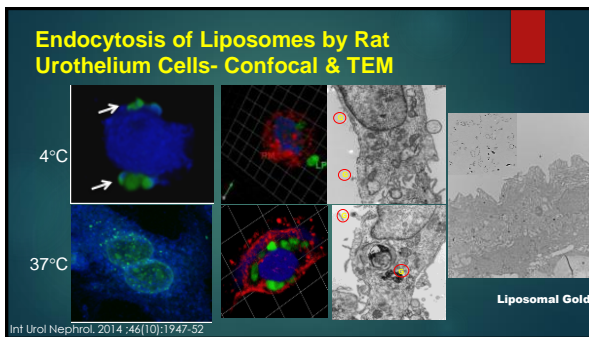 Endocytosis of Liposomes by Rat
Urothelium Cells- Confocal & TEM
4°C
37°C
Liposomal Gold
Int Urol Nephrol. 2014 ;46(10):1947-52